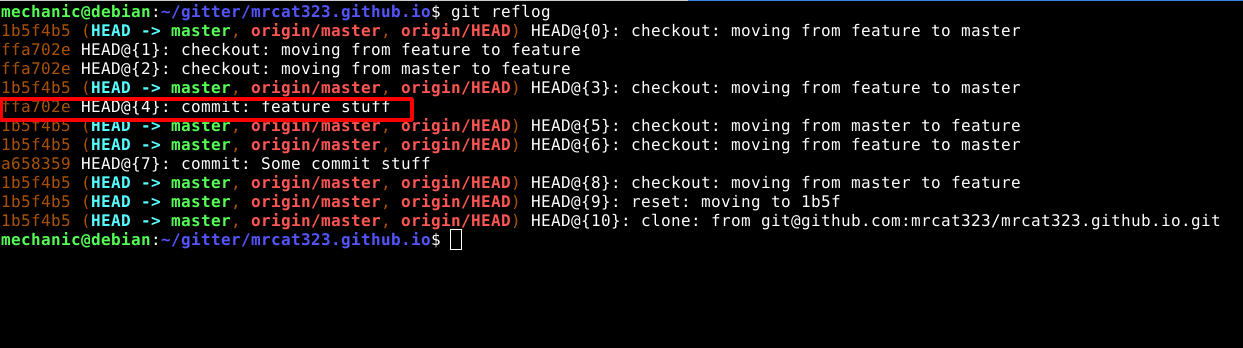 mechanic@debian:~/gitter/mrcat323.github.io$ git reflog
1b5f4b5 (HEAD -> master, origin/master, origin/HEAD) HEAD@{0}: checkout: moving from feature to master
ffa702e HEAD@{1}: checkout: moving from feature to feature
ffa702e HEAD@{2}: checkout: moving from master to feature
1b5f4b5 (HEAD -> master, origin/master, origin/HEAD) HEAD@{3}: checkout: moving from feature to master
ffa702e HEAD@{4}: commit: feature stuff
1b5f4b5 (HEAD -> master, origin/master, origin/HEAD) HEAD@{5}: checkout: moving from master to feature
1b5f4b5 (HEAD -> master, origin/master, origin/HEAD) HEAD@{6}: checkout: moving from feature to master
a658359 HEAD@{7}: commit: Some commit stuff
1b5f4b5 (HEAD -> master, origin/master, origin/HEAD) HEAD@{8}: checkout: moving from master to feature
1b5f4b5 (HEAD -> master, origin/master, origin/HEAD) HEAD@{9}: reset: moving to 1b5f
1b5f4b5 (HEAD -> master, origin/master, origin/HEAD) HEAD@{10}: clone: from git@github.com:mrcat323/mrcat323.github.io.git
mechanic@debian:~/gitter/mrcat323.github.io$